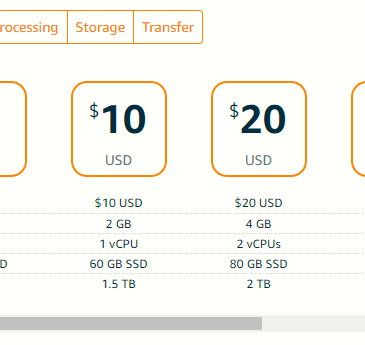 rocessing Storage Transfer
$10 $20
USD USD
$10 USD $20 USD
2 GB 4 GB
1 vCPU 2 vCPUs
D 60 GB SSD 80 GB SSD
1.5 TB 2 TB